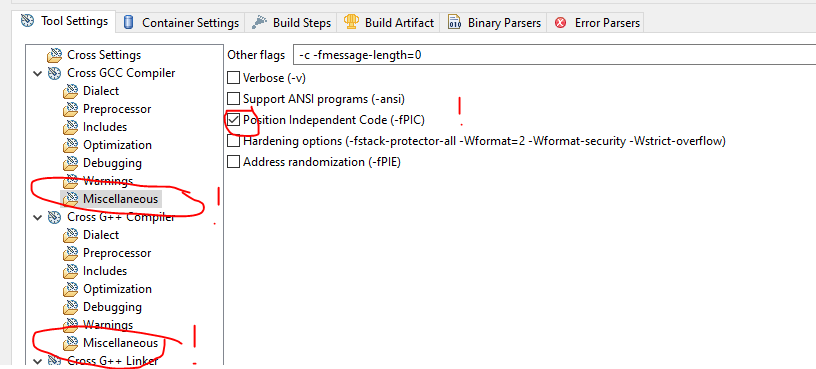 Tool Settings Container Settings Build Steps Build Artifact Binary Parsers Error Parsers
Cross Settings
Other flags -c -fmessage-length=0
Cross GCC Compiler
Verbose (-v)
Dialect
Support ANSI programs (-ansi)
Preprocessor
Position Independent Code (-fPIC)
!
Includes
Hardening options (-fstack-protector-all -Wformat=2 -Wformat-security -Wstrict-overflow)
Optimization
Address randomization (-fPIE)
Debugging
Warnings
Miscellaneous
!
Cross G++ Compiler
Dialect
Preprocessor
Includes
Optimization
Debugging
Warnings
Miscellaneous
!
Cross G++ Linker